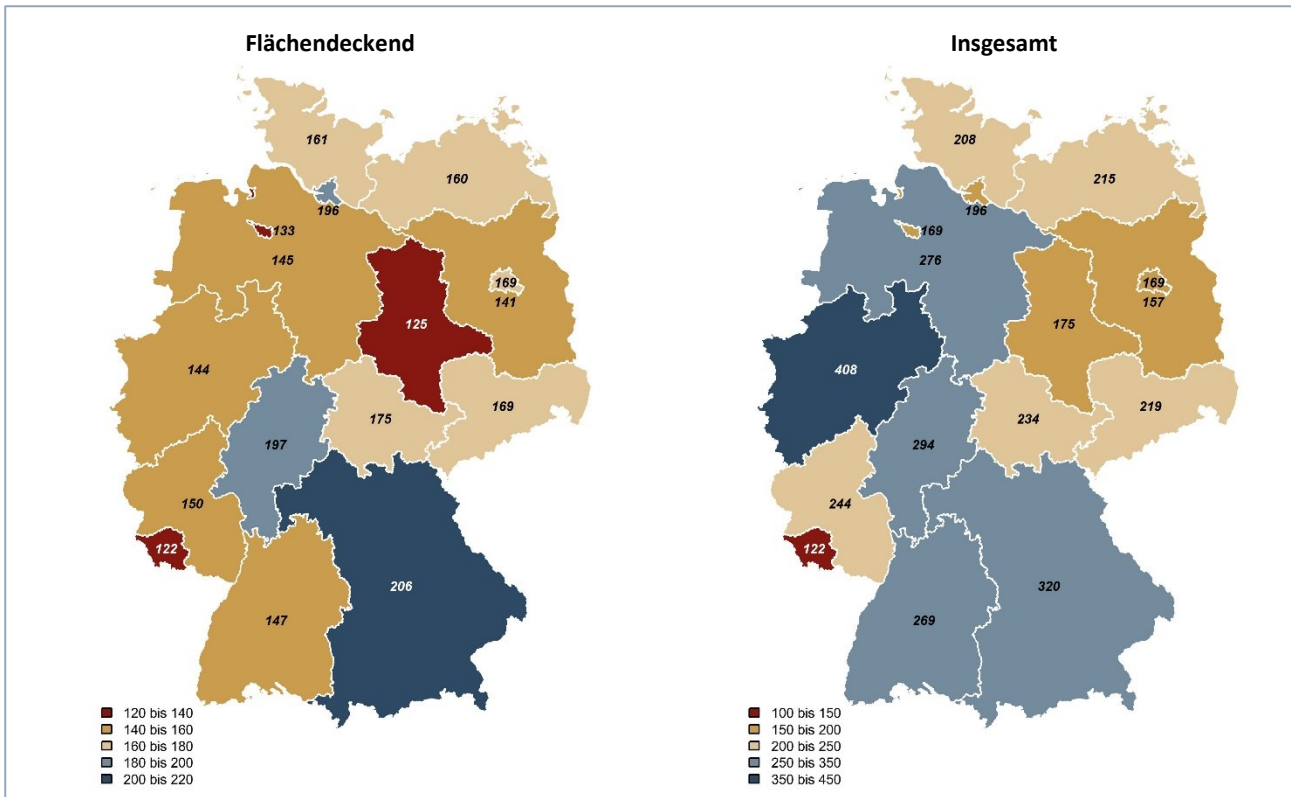 Flächendeckend
161
160
196
133
145
169
141
125
144
175
169
197
150
122
206
147
120 bis 140
140 bis 160
160 bis 180
180 bis 200
200 bis 220
Insgesamt
208
215
196
169
276
169
157
175
408
234
219
294
244
122
320
269
100 bis 150
150 bis 200
200 bis 250
250 bis 350
350 bis 450